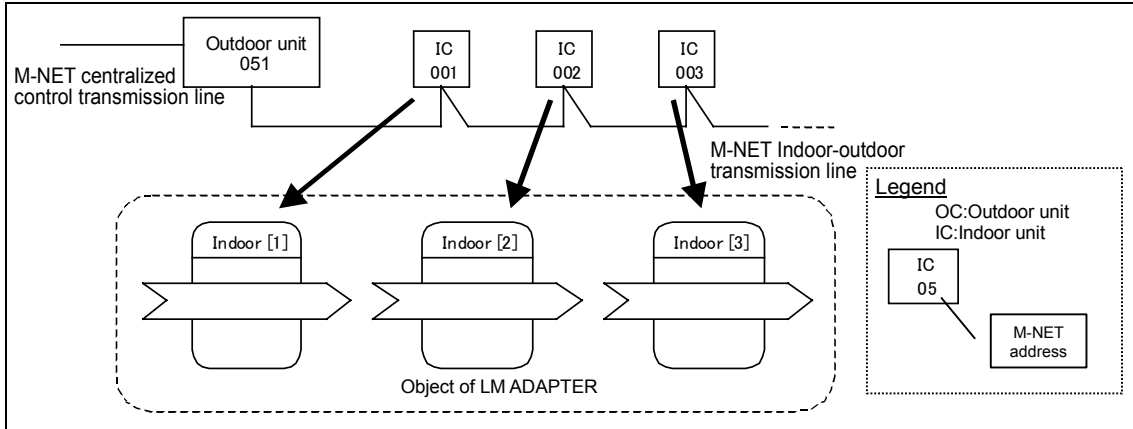 Outdoor unit
051
IC
001
IC
002
IC
003
M-NET centralized
control transmission line
M-NET Indoor-outdoor
transmission line
Indoor [1]
Indoor [2]
Indoor [3]
Object of LM ADAPTER
Legend
OC:Outdoor unit
IC:Indoor unit
IC
05
M-NET
address